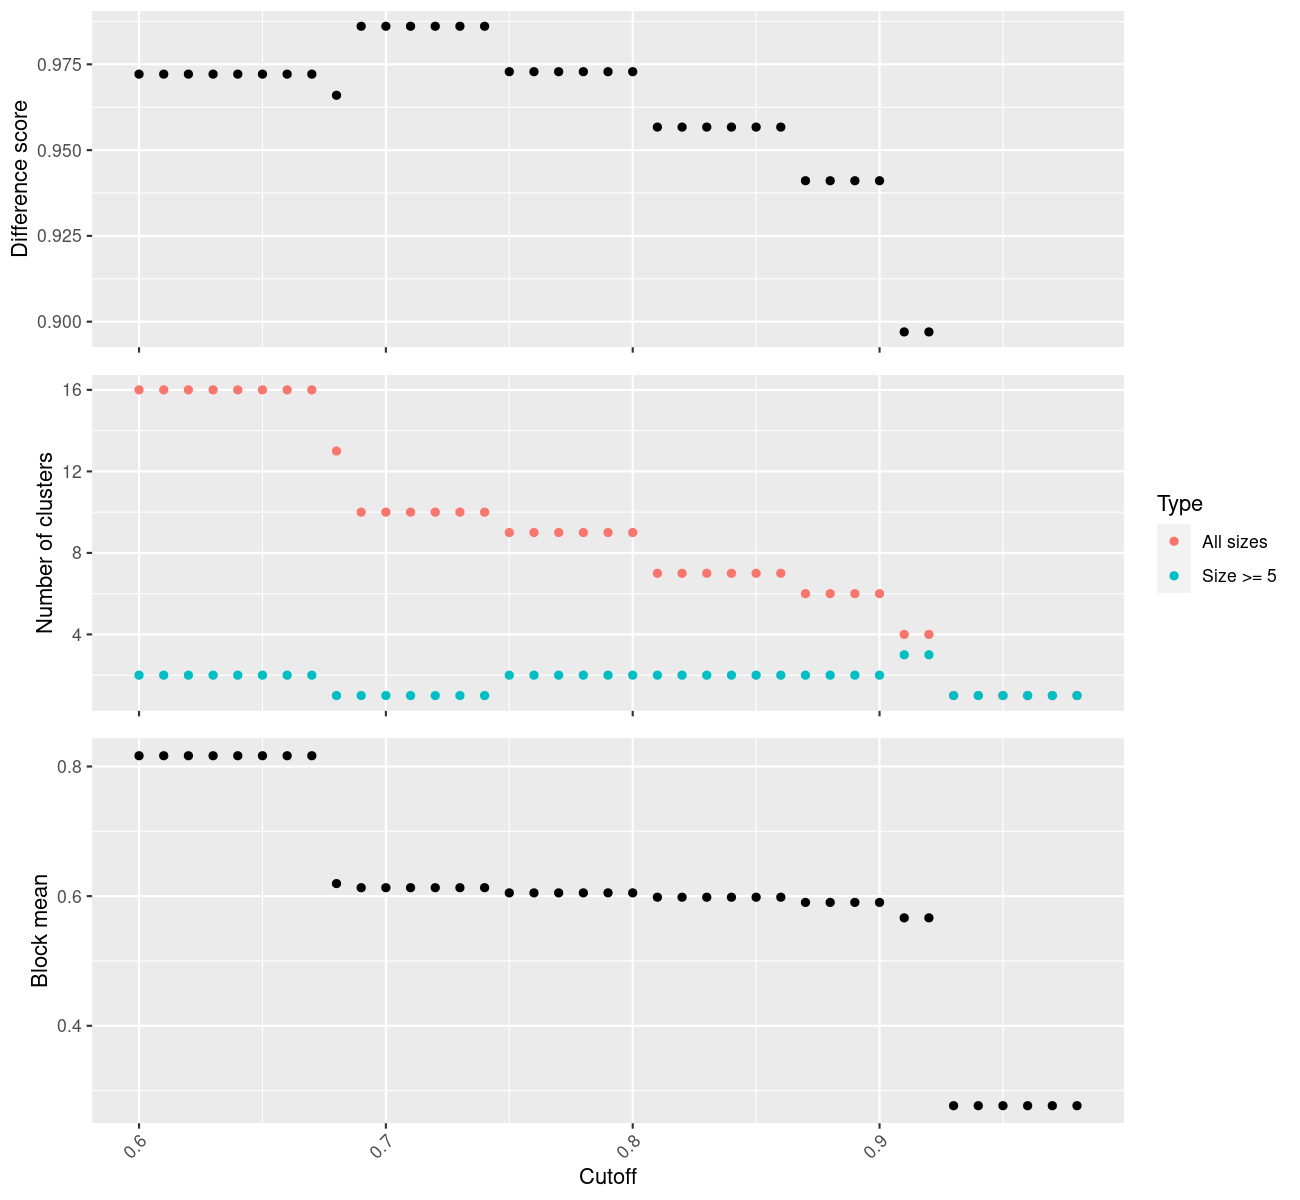 Difference score
0.975
0.950
0.925
0.900
Number of clusters
16
12
8
4
Type
All sizes
Size >= 5
Block mean
0.8
0.6
0.4
0.6
0.7
0.8
0.9
Cutoff